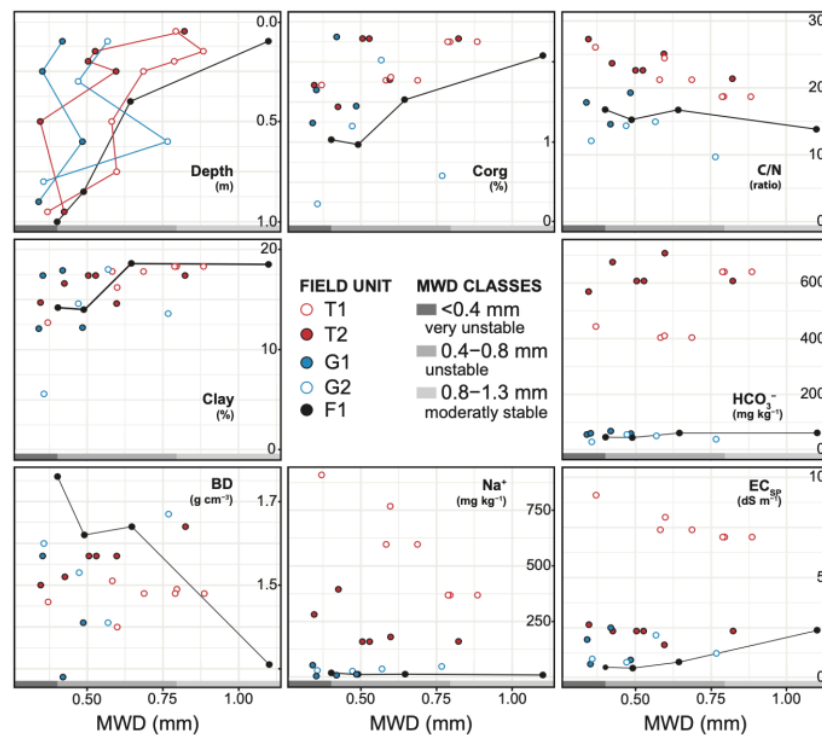 0.0
0.5
1.0
Depth
(m)
2
1
0
Corg
(%)
30
20
10
0
C/N
(ratio)
20
10
0
Clay
(%)
FIELD UNIT
T1
T2
G1
G2
F1
MWD CLASSES
<0.4 mm
very unstable
0.4–0.8 mm
unstable
0.8–1.3 mm
moderatly stable
600
400
200
0
HCO₃⁻
(mg kg⁻¹)
BD
(g cm⁻³)
1.7
1.5
Na⁺
(mg kg⁻¹)
750
500
250
0
EC_SP
(dS m⁻¹)
10
5
0
0.50
0.75
1.00
MWD (mm)
0.50
0.75
1.00
MWD (mm)
0.50
0.75
1.00
MWD (mm)